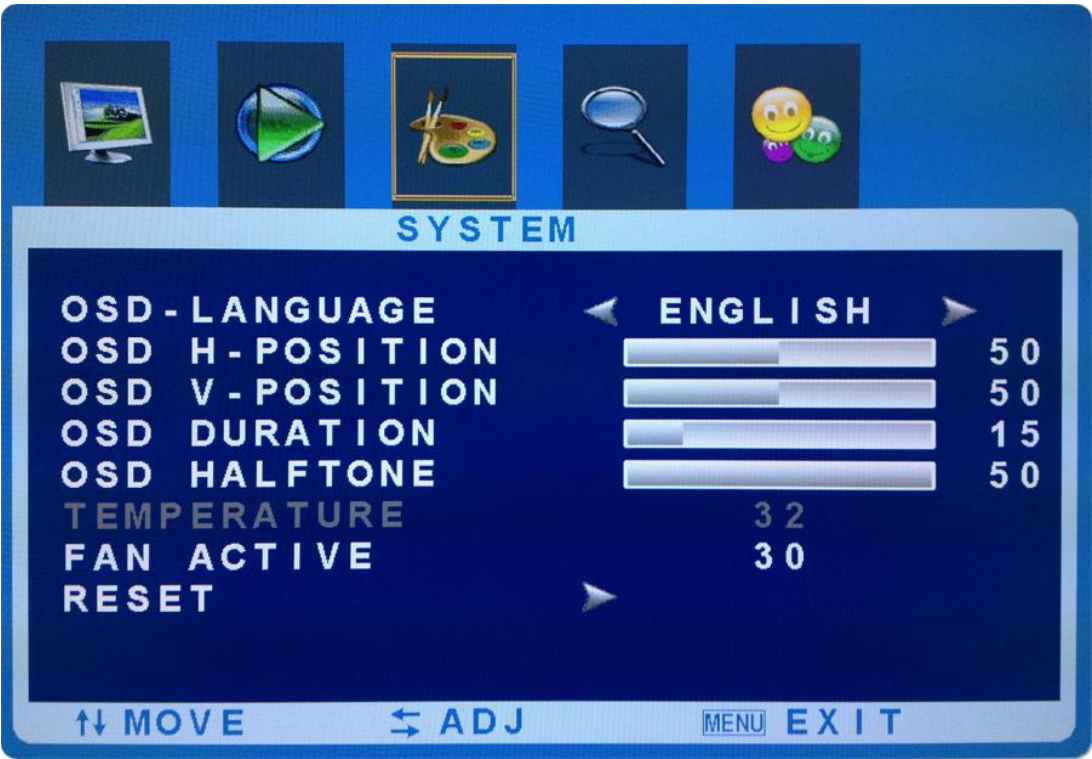 SYSTEM
OSD-LANGUAGE ENGLISH
OSD H-POSITION 50
OSD V-POSITION 50
OSD DURATION 15
OSD HALFTONE 50
TEMPERATURE 32
FAN ACTIVE 30
RESET
MOVE ADJ MENU EXIT